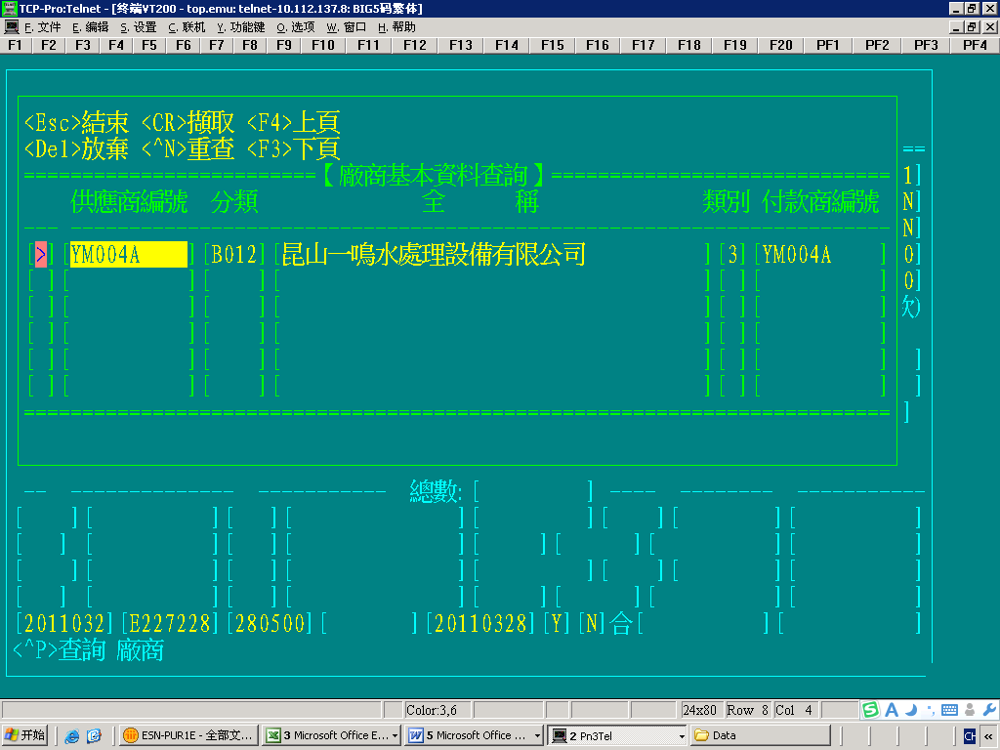 TCP-Pro:Telnet - [终端VT200 - top.emu: telnet-10.112.137.8: BIG5码繁体]
F. 文件 E. 编辑 S. 设置 C. 联机 Y. 功能键 O. 选项 W. 窗口 H. 帮助
F1 F2 F3 F4 F5 F6 F7 F8 F9 F10 F11 F12 F13 F14 F15 F16 F17 F18 F19 F20 PF1 PF2 PF3 PF4
<Esc>結束 <CR>擷取 <F4>上頁
<Del>放棄 <^N>重查 <F3>下頁 ==
=========================【廠商基本資料查詢】============================= 1]
供應商編號 分類 全 稱 類別 付款商編號 N]
--- ---------------------------------------------------------------------- N]
[>] [YM004A ] [B012] [昆山一鳴水處理設備有限公司 ] [3] [YM004A ] 0]
[ ] [ ] [ ] [ ] [ ] [ ] 0]
[ ] [ ] [ ] [ ] [ ] [ ] 欠)
[ ] [ ] [ ] [ ] [ ] [ ]
[ ] [ ] [ ] [ ] [ ] [ ] ]
[ ] [ ] [ ] [ ] [ ] [ ] ]
========================================================================== ]
-- -------------- ----------- 總數: [ ] ---- -------- -----------
[ ] [ ] [ ] [ ] [ ] [ ] [ ] [ ]
[ ] [ ] [ ] [ ] [ ] [ ] [ ] [ ]
[ ] [ ] [ ] [ ] [ ] [ ] [ ] [ ]
[ ] [ ] [ ] [ ] [ ] [ ] [ ] [ ]
[2011032] [E227228] [280500] [ ] [20110328] [Y] [N] 合[ ] [ ]
<^P>查詢 廠商
Color:3,6 24x80 Row 8 Col 4
开始 ESN-PUR1E - 全部文... 3 Microsoft Office E... 5 Microsoft Office ... 2 Pn3Tel Data CH «